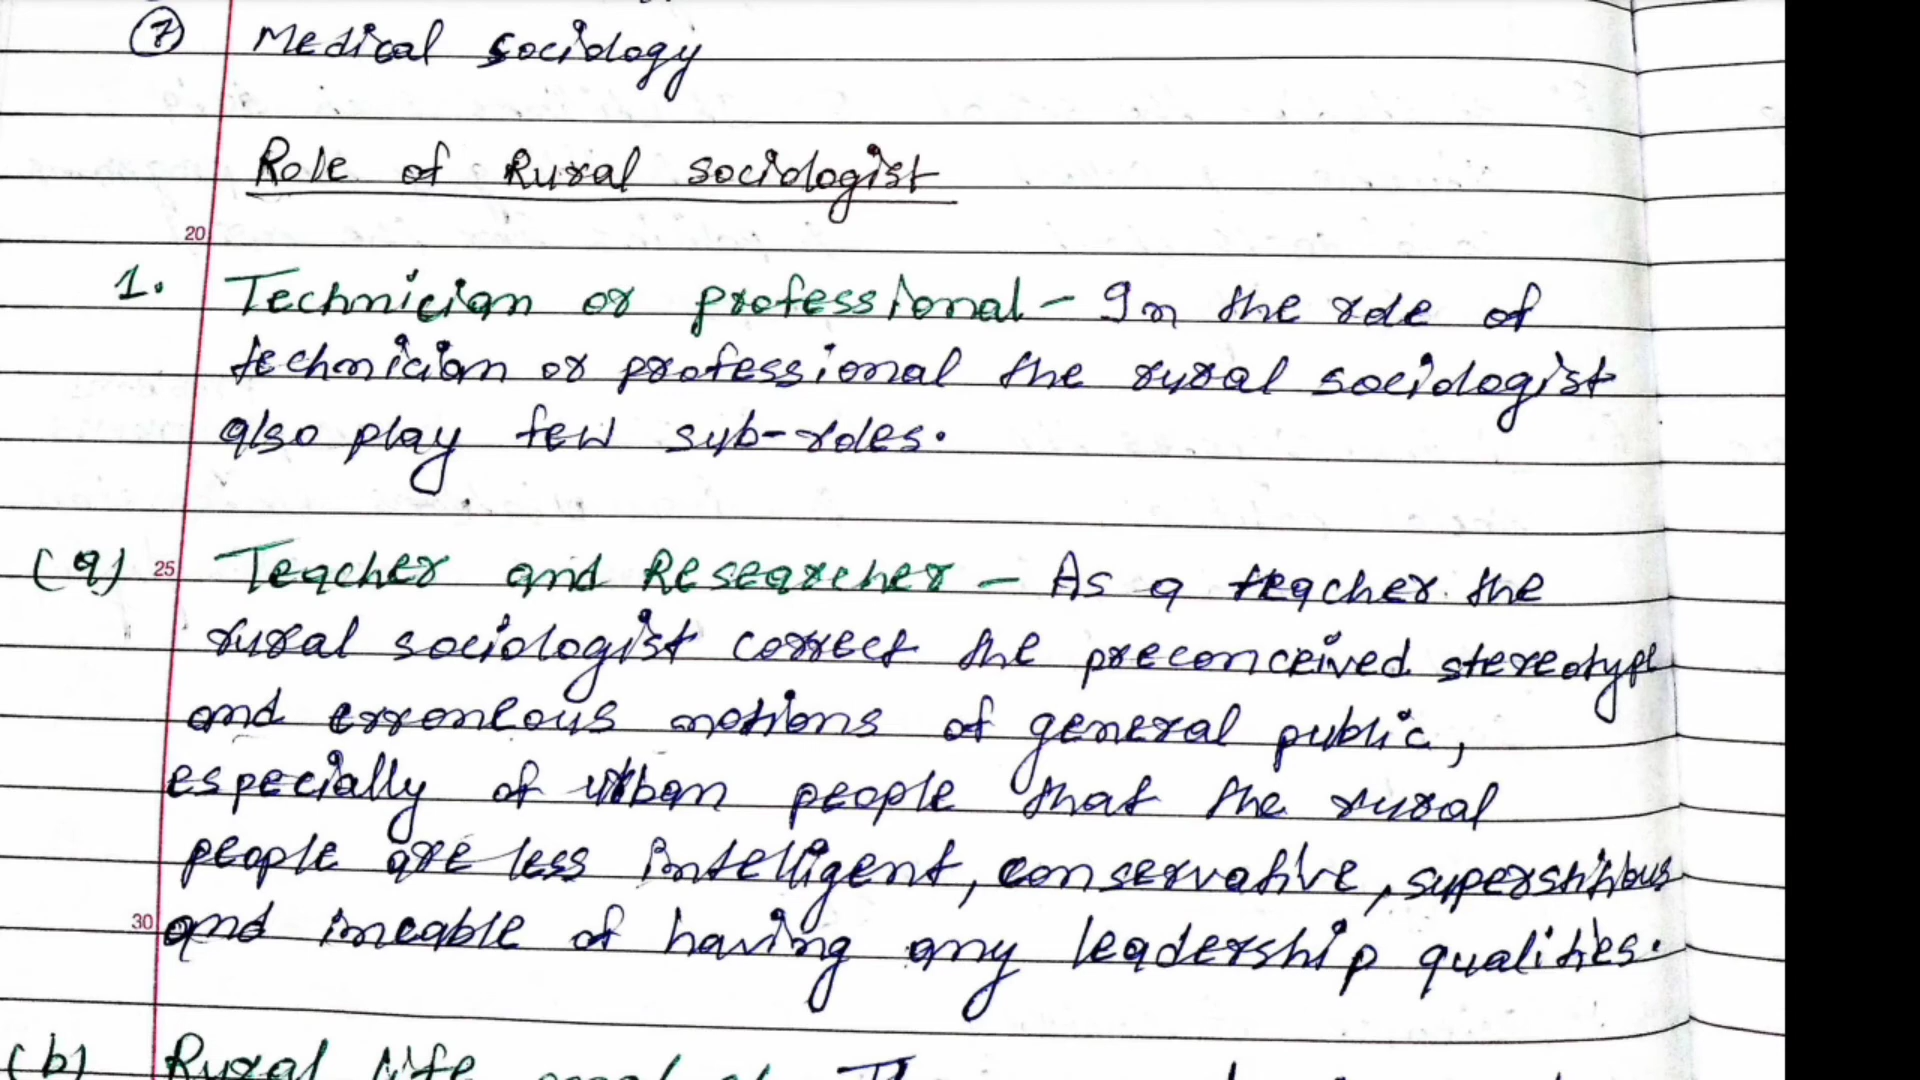 ⑦ Medical sociology
Role of Rural sociologist
20
1. Technician or professional - In the role of
technician or professional the rural sociologist
also play few sub-roles.
(a) 25 Teacher and Researcher - As a teacher the
rural sociologist correct the preconceived stereotype
and erroneous notions of general public,
especially of urban people that the rural
people are less intelligent, conservative, superstitious
30 and incable of having any leadership qualities.
(b) Rural life